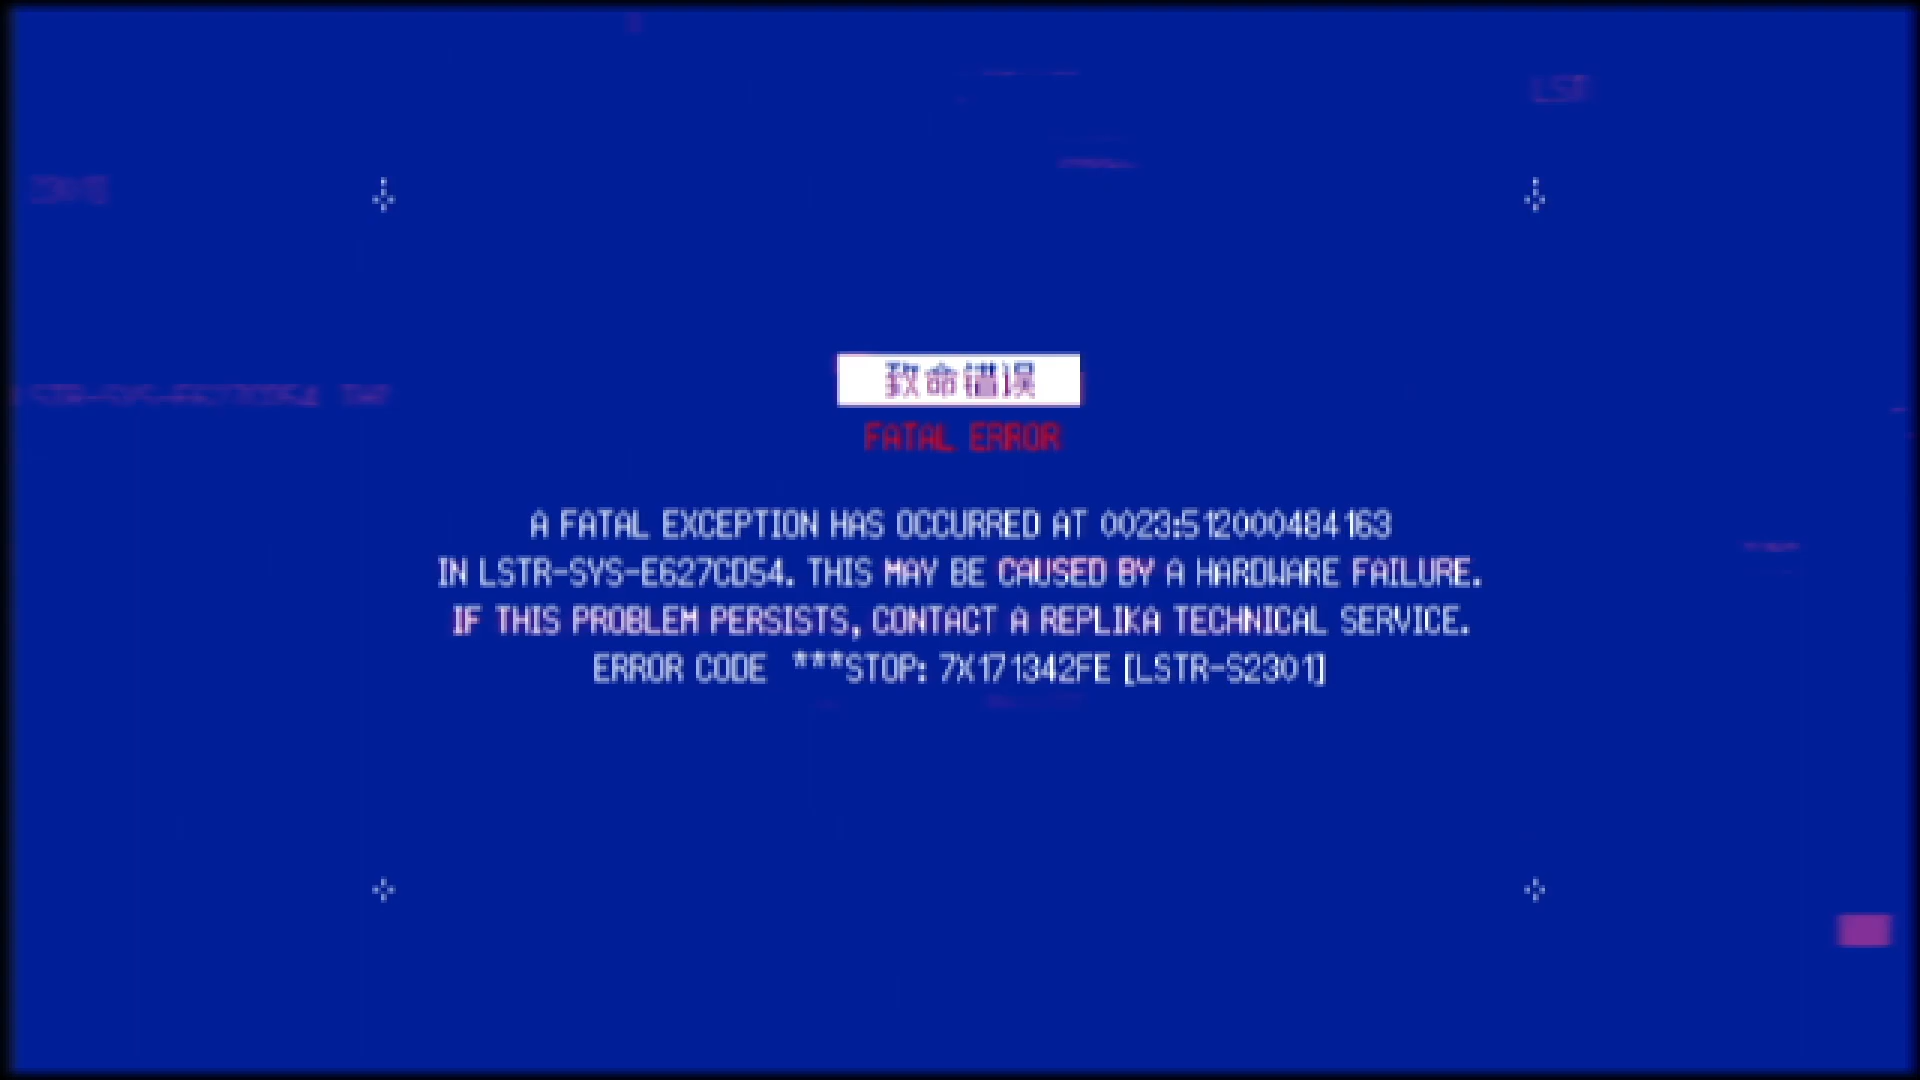 致命错误
FATAL ERROR
A FATAL EXCEPTION HAS OCCURRED AT 0023:512000484163
IN LSTR-SYS-E627CD54. THIS MAY BE CAUSED BY A HARDWARE FAILURE.
IF THIS PROBLEM PERSISTS, CONTACT A REPLIKA TECHNICAL SERVICE.
ERROR CODE ***STOP: 7X171342FE [LSTR-S2301]